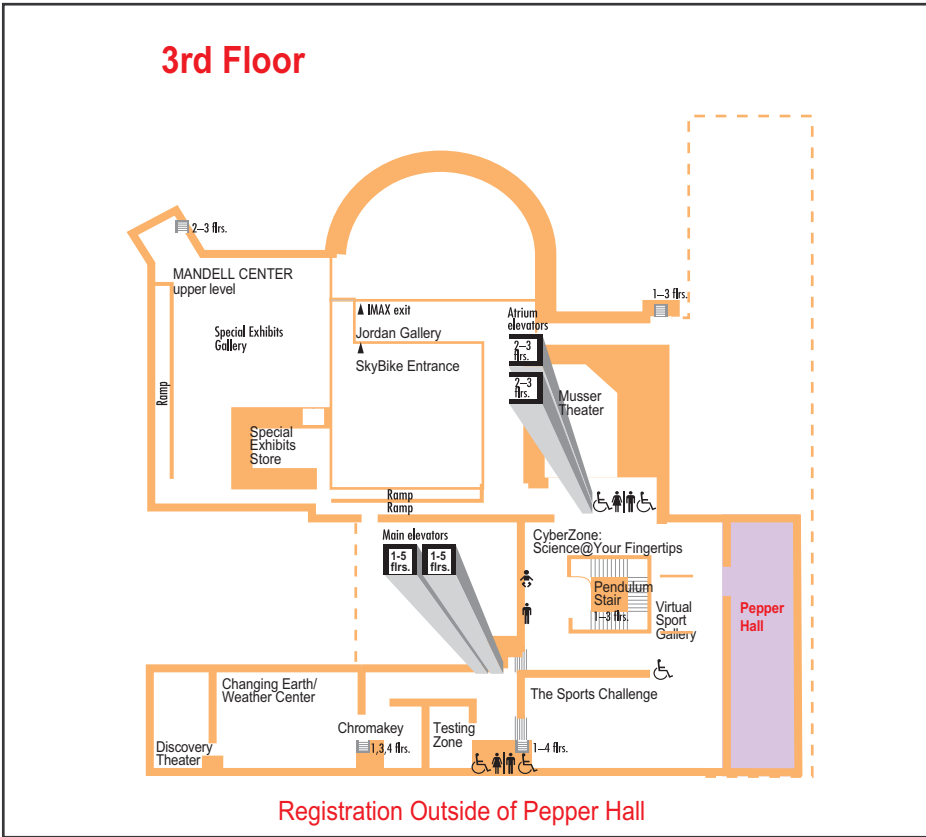 3rd Floor
2–3 flrs.
MANDELL CENTER
upper level
1–3 flrs.
IMAX exit
Atrium
elevators
Special Exhibits
Gallery
Jordan Gallery
2–3
flrs.
SkyBike Entrance
2–3
flrs.
Ramp
Musser
Theater
Special
Exhibits
Store
Ramp
Ramp
Main elevators
1-5
flrs.
1-5
flrs.
CyberZone:
Science@Your Fingertips
Pendulum
Stair
1–3 flrs.
Virtual
Sport
Gallery
Pepper
Hall
Changing Earth/
Weather Center
The Sports Challenge
Chromakey
1,3,4 flrs.
Testing
Zone
1–4 flrs.
Discovery
Theater
Registration Outside of Pepper Hall